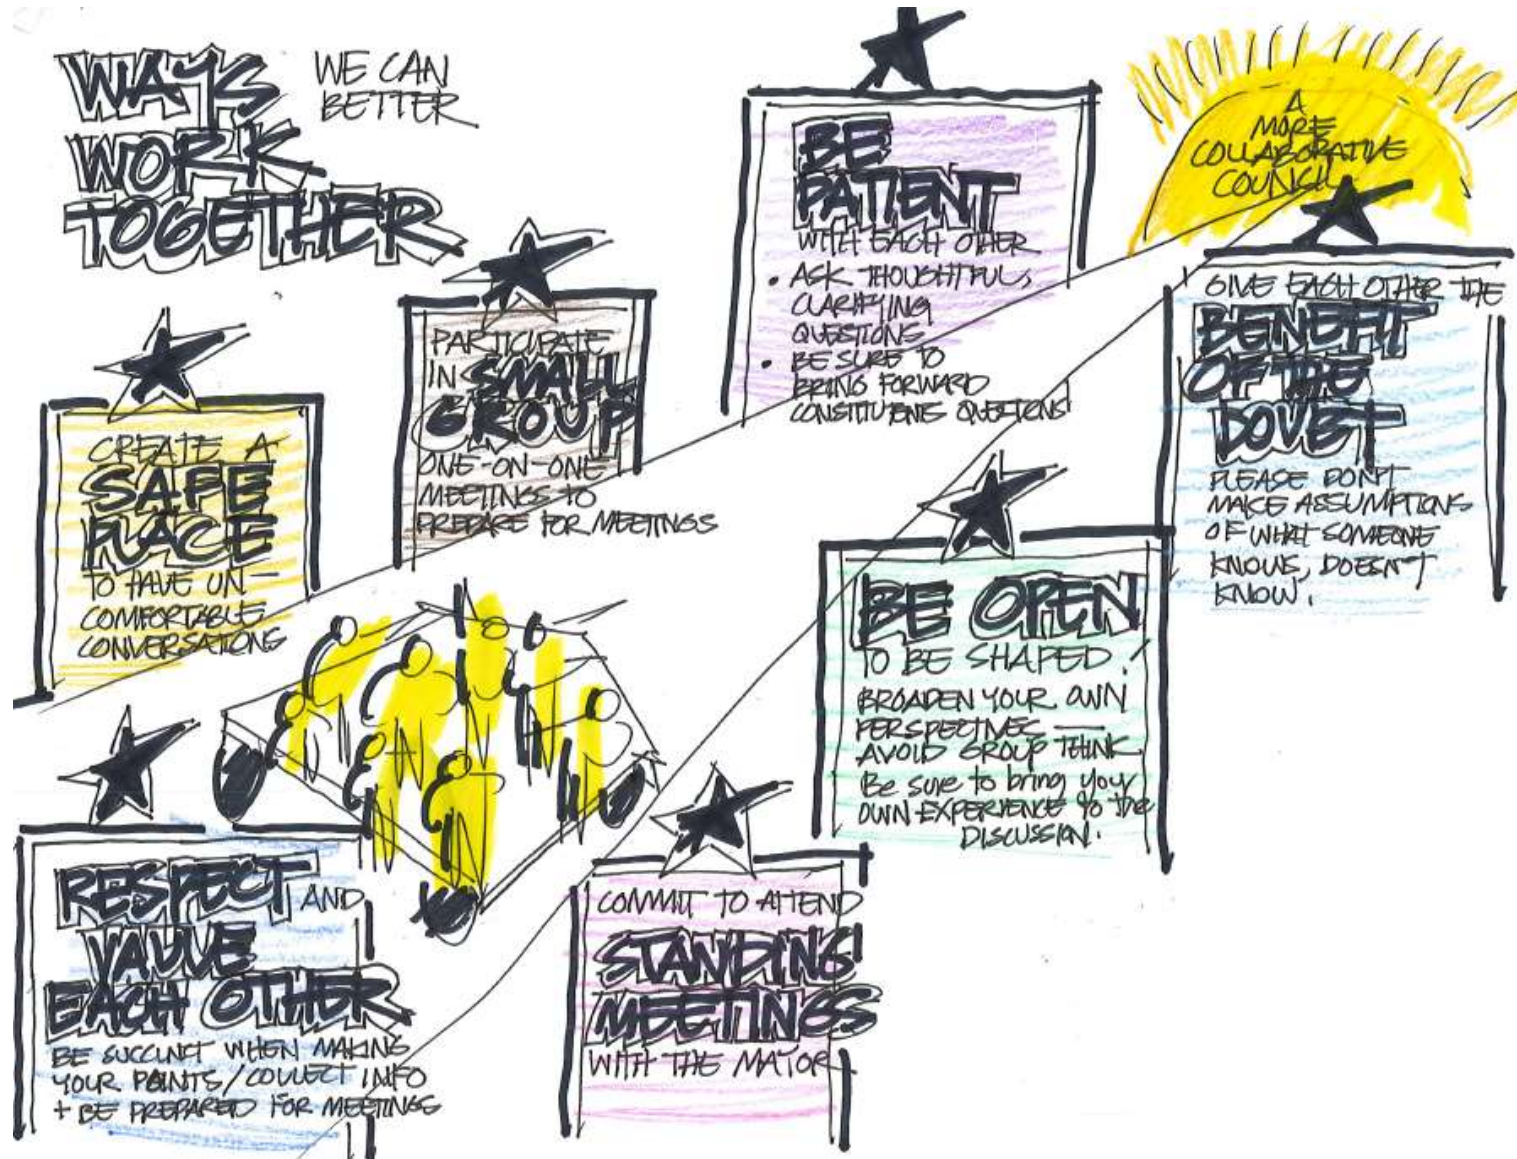 WAYS WE CAN
WORK BETTER
TOGETHER
A
MORE
COLLABORATIVE
COUNCIL
CREATE A
SAFE
PLACE
TO HAVE UN-
COMFORTABLE
CONVERSATIONS
PARTICIPATE
IN SMALL
GROUP
ONE-ON-ONE
MEETINGS TO
PREPARE FOR MEETINGS
BE
PATIENT
WITH EACH OTHER
• ASK THOUGHTFUL,
CLARIFYING
QUESTIONS
• BE SURE TO
BRING FORWARD
CONSTITUENTS QUESTIONS
GIVE EACH OTHER THE
BENEFIT
OF THE
DOUBT
PLEASE DON'T
MAKE ASSUMPTIONS
OF WHAT SOMEONE
KNOWS, DOESN'T
KNOW.
BE OPEN
TO BE SHAPED!
BROADEN YOUR OWN
PERSPECTIVES —
AVOID GROUP THINK
Be sure to bring your
OWN EXPERIENCE to the
DISCUSSION.
RESPECT AND
VALUE
EACH OTHER
BE SUCCINCT WHEN MAKING
YOUR POINTS/COLLECT INFO
+ BE PREPARED FOR MEETINGS
COMMIT TO ATTEND
STANDING
MEETINGS
WITH THE MAYOR